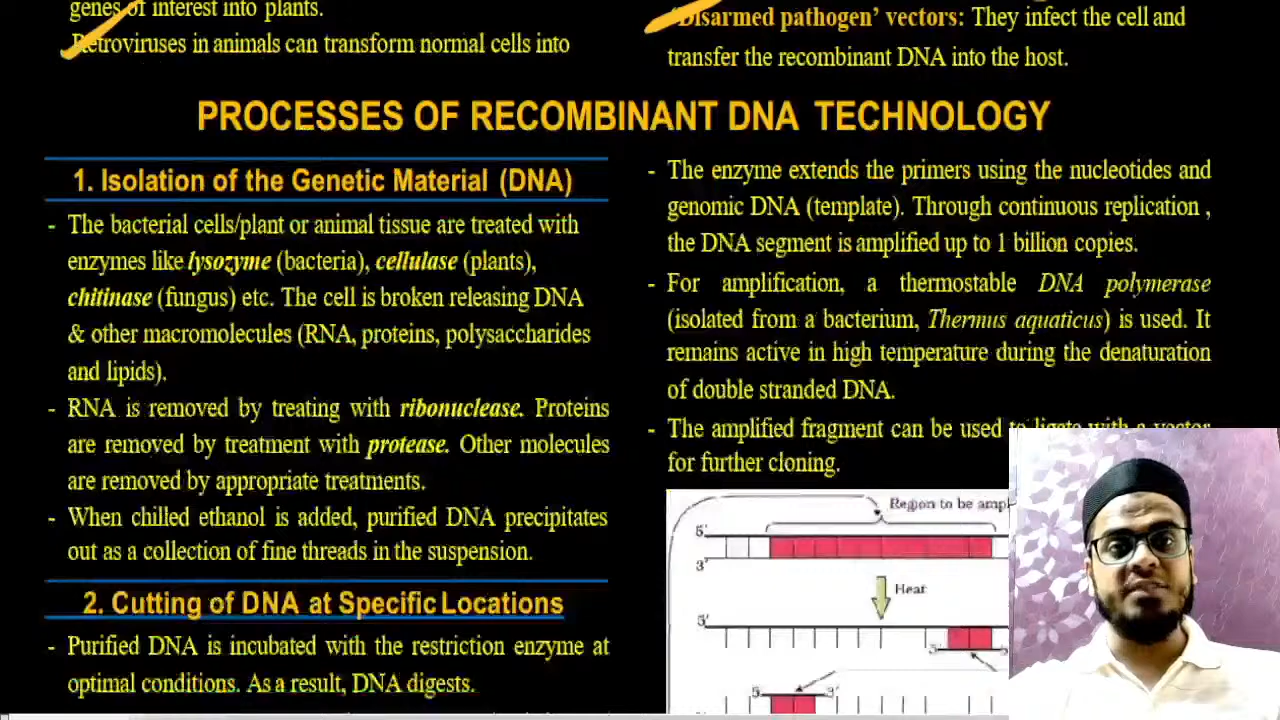 genes of interest into plants.
Retroviruses in animals can transform normal cells into
'Disarmed pathogen' vectors: They infect the cell and
transfer the recombinant DNA into the host.
PROCESSES OF RECOMBINANT DNA TECHNOLOGY
1. Isolation of the Genetic Material (DNA)
- The bacterial cells/plant or animal tissue are treated with
enzymes like lysozyme (bacteria), cellulase (plants),
chitinase (fungus) etc. The cell is broken releasing DNA
& other macromolecules (RNA, proteins, polysaccharides
and lipids).
- RNA is removed by treating with ribonuclease. Proteins
are removed by treatment with protease. Other molecules
are removed by appropriate treatments.
- When chilled ethanol is added, purified DNA precipitates
out as a collection of fine threads in the suspension.
2. Cutting of DNA at Specific Locations
- Purified DNA is incubated with the restriction enzyme at
optimal conditions. As a result, DNA digests.
- The enzyme extends the primers using the nucleotides and
genomic DNA (template). Through continuous replication ,
the DNA segment is amplified up to 1 billion copies.
- For amplification, a thermostable DNA polymerase
(isolated from a bacterium, Thermus aquaticus) is used. It
remains active in high temperature during the denaturation
of double stranded DNA.
- The amplified fragment can be used to ligate with a vector
for further cloning.
Region to be
5'
3'
Heat
5'
3'
5'
3'